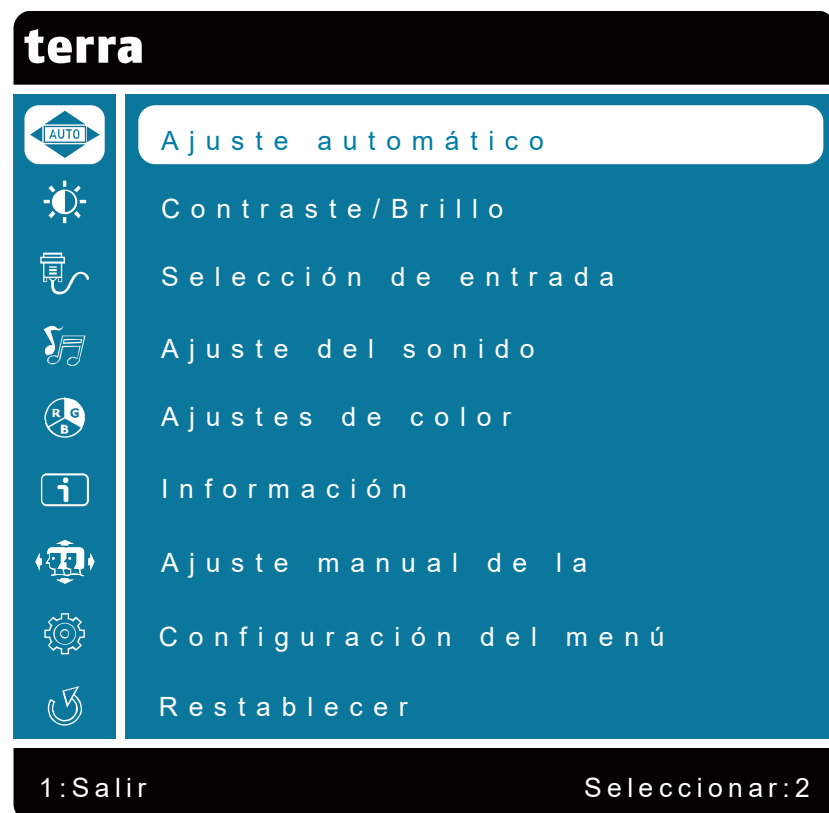 terra
AUTO
Ajuste automático
Contraste/Brillo
Selección de entrada
Ajuste del sonido
R G
B
Ajustes de color
i
Información
Ajuste manual de la
Configuración del menú
Restablecer
1:Salir
Seleccionar:2